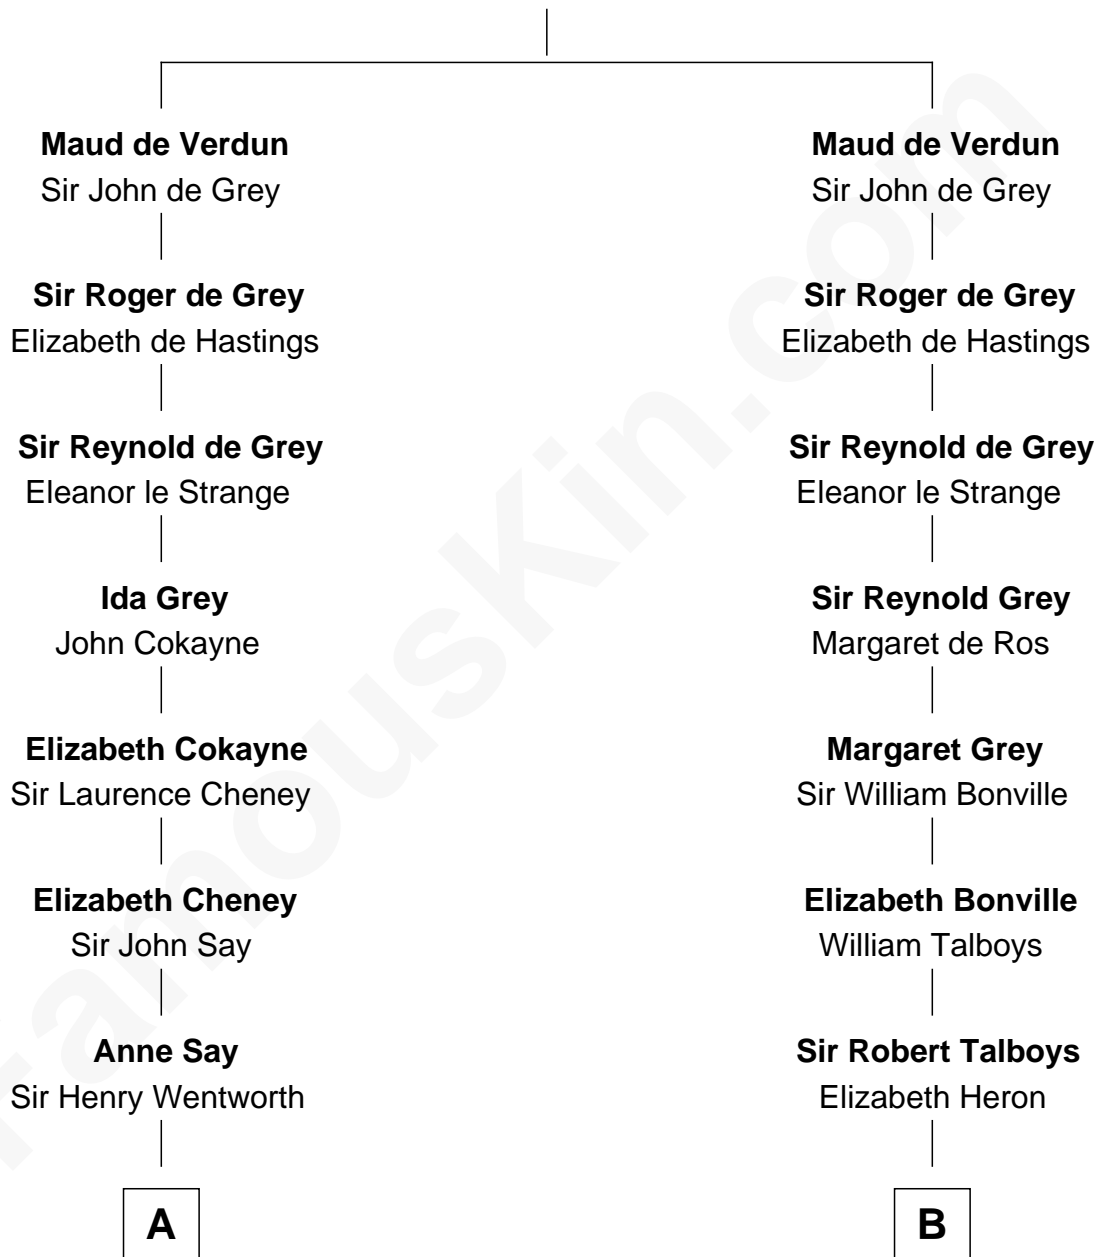 Maud de Verdun
Sir John de Grey
Sir Roger de Grey
Elizabeth de Hastings
Sir Reynold de Grey
Eleanor le Strange
Ida Grey
John Cokayne
Elizabeth Cokayne
Sir Laurence Cheney
Elizabeth Cheney
Sir John Say
Anne Say
Sir Henry Wentworth
A
Maud de Verdun
Sir John de Grey
Sir Roger de Grey
Elizabeth de Hastings
Sir Reynold de Grey
Eleanor le Strange
Sir Reynold Grey
Margaret de Ros
Margaret Grey
Sir William Bonville
Elizabeth Bonville
William Talboys
Sir Robert Talboys
Elizabeth Heron
B
FamousKin.com